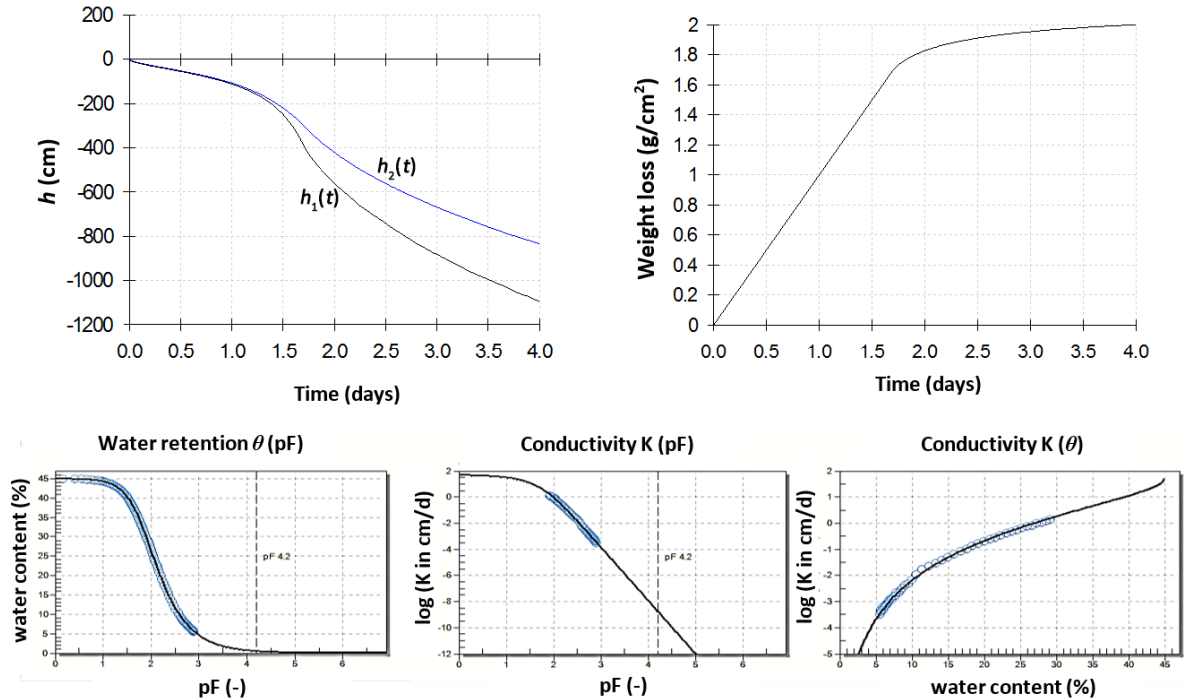 200
0
-200
-400
-600
-800
-1000
-1200
h (cm)
0.0 0.5 1.0 1.5 2.0 2.5 3.0 3.5 4.0
Time (days)
h₂(t)
h₁(t)
2
1.8
1.6
1.4
1.2
1
0.8
0.6
0.4
0.2
0
Weight loss (g/cm²)
0.0 0.5 1.0 1.5 2.0 2.5 3.0 3.5 4.0
Time (days)
Water retention θ (pF)
water content (%)
45
40
35
30
25
20
15
10
5
0
pF 4.2
0 1 2 3 4 5 6
pF (-)
Conductivity K (pF)
log (K in cm/d)
2
0
-2
-4
-6
-8
-10
-12
pF 4.2
0 1 2 3 4 5 6
pF (-)
Conductivity K (θ)
log (K in cm/d)
2
1
0
-1
-2
-3
-4
-5
0 5 10 15 20 25 30 35 40 45
water content (%)